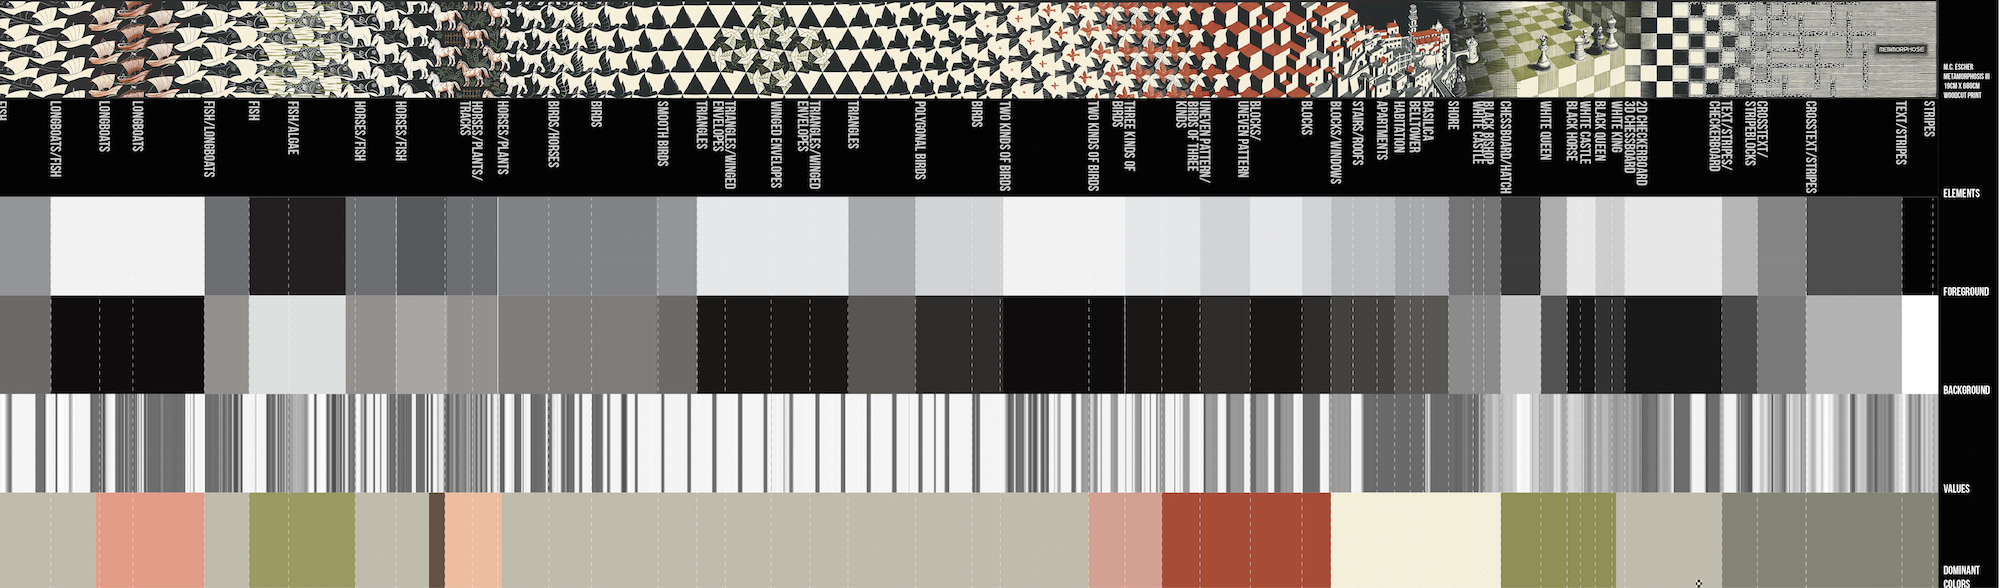 METAMORPHOSE
M.C. ESCHER
METAMORPHOSIS III
19CM X 680CM
WOODCUT PRINT
FISH
LONGBOATS/FISH
LONGBOATS
LONGBOATS
FISH/LONGBOATS
FISH
FISH/ALGAE
HORSES/FISH
HORSES/FISH
HORSES/PLANTS/
TRACKS
HORSES/PLANTS
BIRDS/HORSES
BIRDS
SMOOTH BIRDS
TRIANGLES
TRIANGLES/WINGED
ENVELOPES
WINGED ENVELOPES
TRIANGLES/WINGED
ENVELOPES
TRIANGLES
POLYGONAL BIRDS
BIRDS
TWO KINDS OF BIRDS
TWO KINDS OF BIRDS
THREE KINDS OF
BIRDS
UNEVEN PATTERN/
BIRDS OF THREE
KINDS
BLOCKS/
UNEVEN PATTERN
BLOCKS
BLOCKS/WINDOWS
STAIRS/ROOFS
APARTMENTS
HABITATION
BELLTOWER
BASILICA
SHORE
WHITE CASTLE
BLACK BISHOP
CHESSBOARD/HATCH
WHITE QUEEN
BLACK HORSE
WHITE CASTLE
BLACK QUEEN
WHITE KING
3D CHESSBOARD
2D CHECKERBOARD
TEXT/STRIPES/
CHECKERBOARD
CROSSTEXT/
STRIPEBLOCKS
CROSSTEXT/STRIPES
TEXT/STRIPES
STRIPES
ELEMENTS
FOREGROUND
BACKGROUND
VALUES
DOMINANT
COLORS